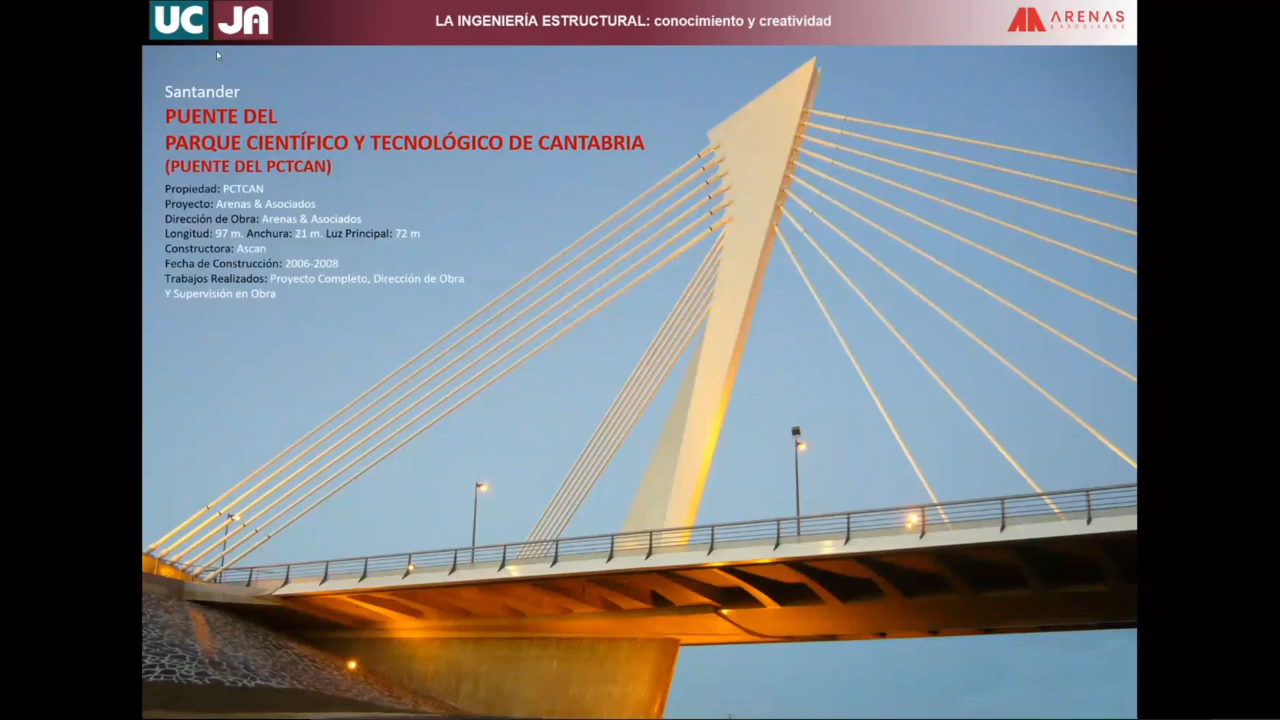 UC JA
LA INGENIERÍA ESTRUCTURAL: conocimiento y creatividad
ARENAS
& ASOCIADOS
Santander
PUENTE DEL
PARQUE CIENTÍFICO Y TECNOLÓGICO DE CANTABRIA
(PUENTE DEL PCTCAN)
Propiedad: PCTCAN
Proyecto: Arenas & Asociados
Dirección de Obra: Arenas & Asociados
Longitud: 97 m. Anchura: 21 m. Luz Principal: 72 m
Constructora: Ascan
Fecha de Construcción: 2006-2008
Trabajos Realizados: Proyecto Completo, Dirección de Obra
Y Supervisión en Obra